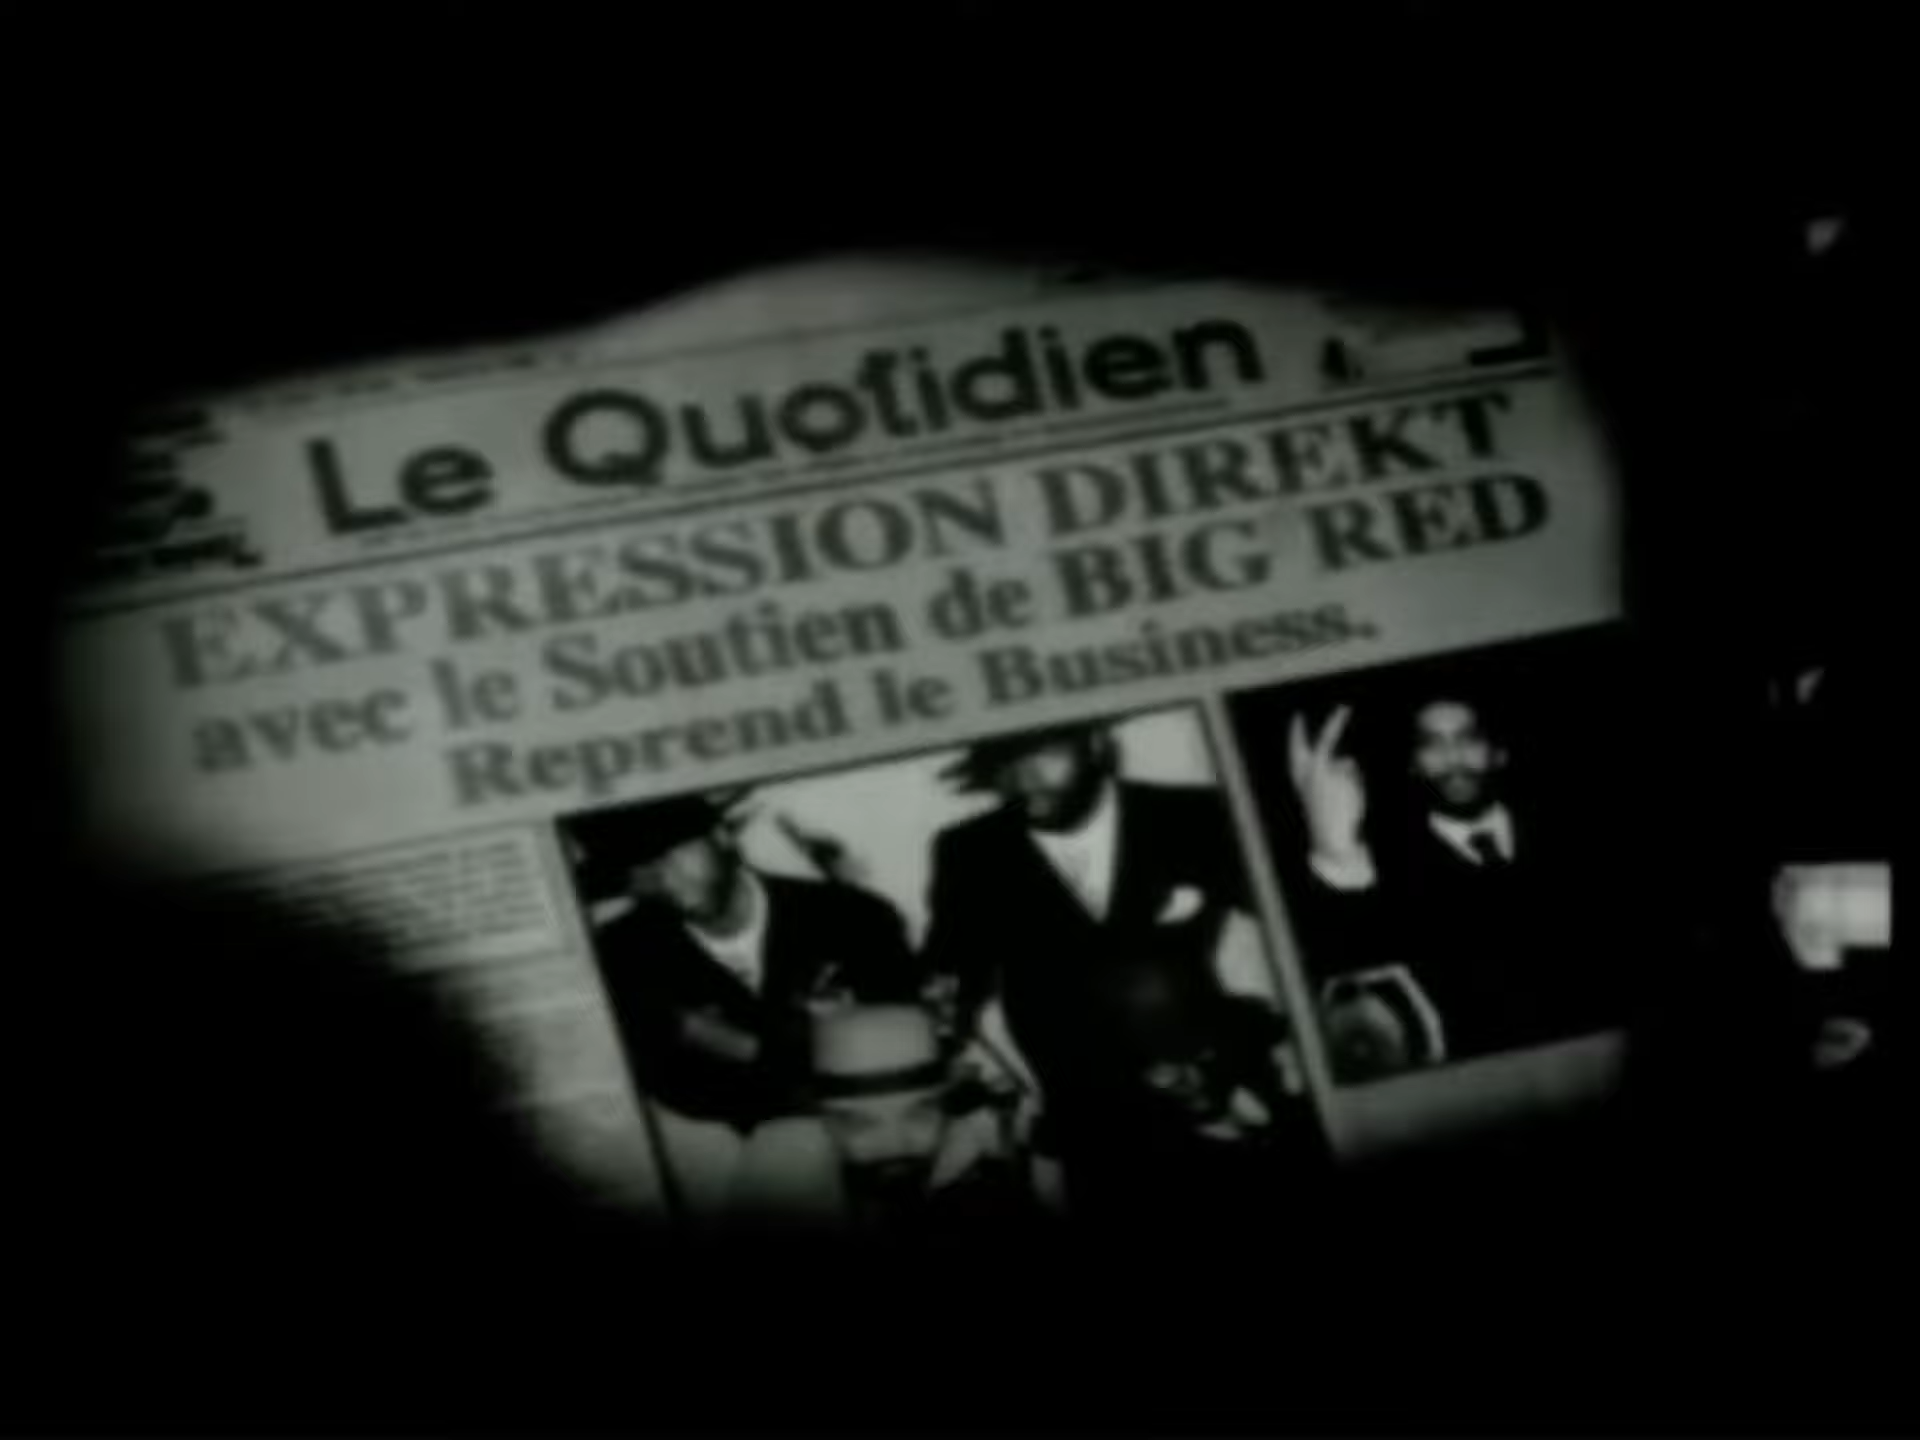 Le Quotidien
EXPRESSION DIREKT
avec le Soutien de BIG RED
Reprend le Business.